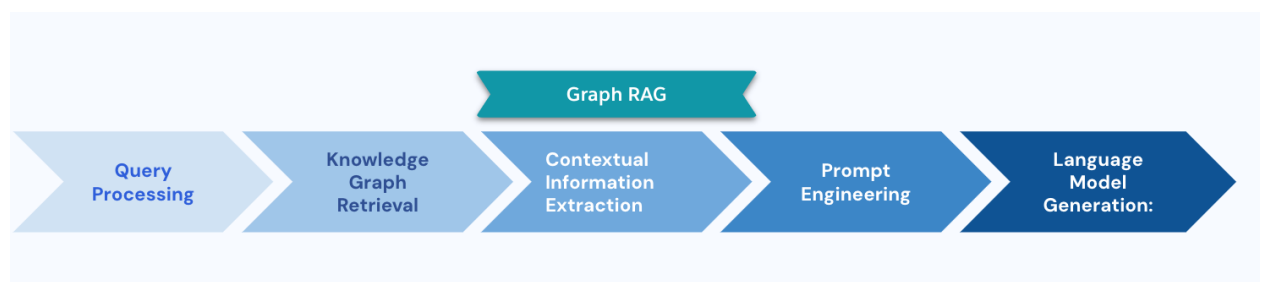 Graph RAG
Query
Processing
Knowledge
Graph
Retrieval
Contextual
Information
Extraction
Prompt
Engineering
Language
Model
Generation: